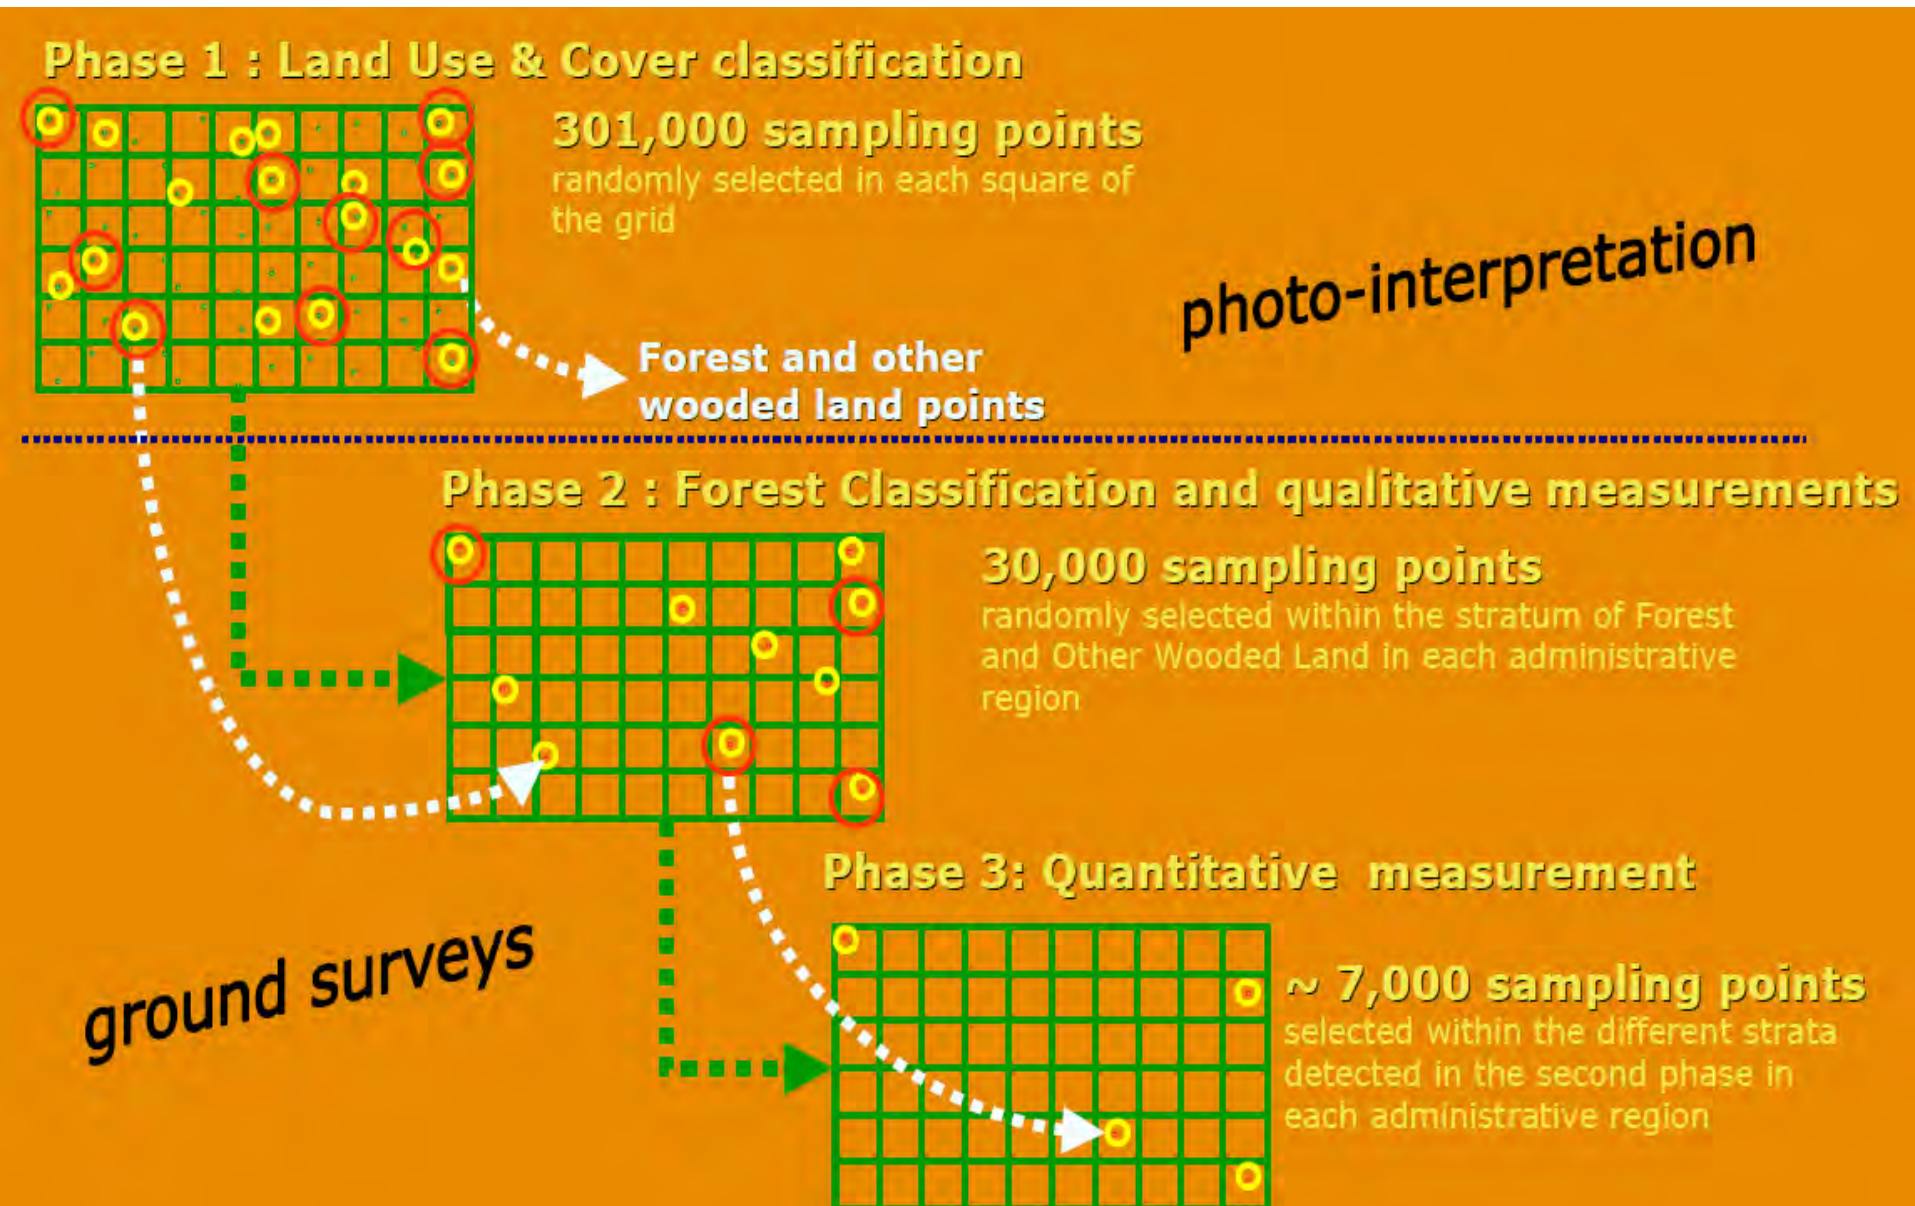 Phase 1 : Land Use & Cover classification
301,000 sampling points
randomly selected in each square of
the grid
photo-interpretation
Forest and other
wooded land points
Phase 2 : Forest Classification and qualitative measurements
30,000 sampling points
randomly selected within the stratum of Forest
and Other Wooded Land in each administrative
region
Phase 3: Quantitative measurement
ground surveys
~ 7,000 sampling points
selected within the different strata
detected in the second phase in
each administrative region